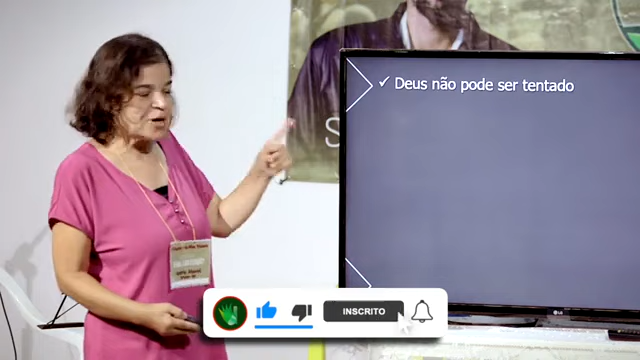 ✓ Deus não pode ser tentado
S
LG
INSCRITO